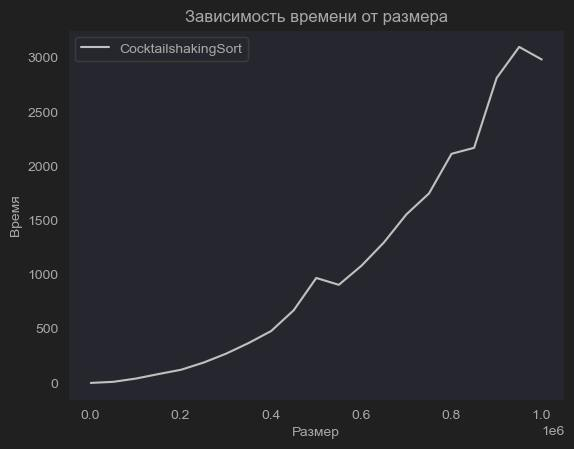 Зависимость времени от размера
CocktailshakingSort
3000
2500
2000
1500
1000
500
0
Время
0.0 0.2 0.4 0.6 0.8 1.0
1e6
Размер